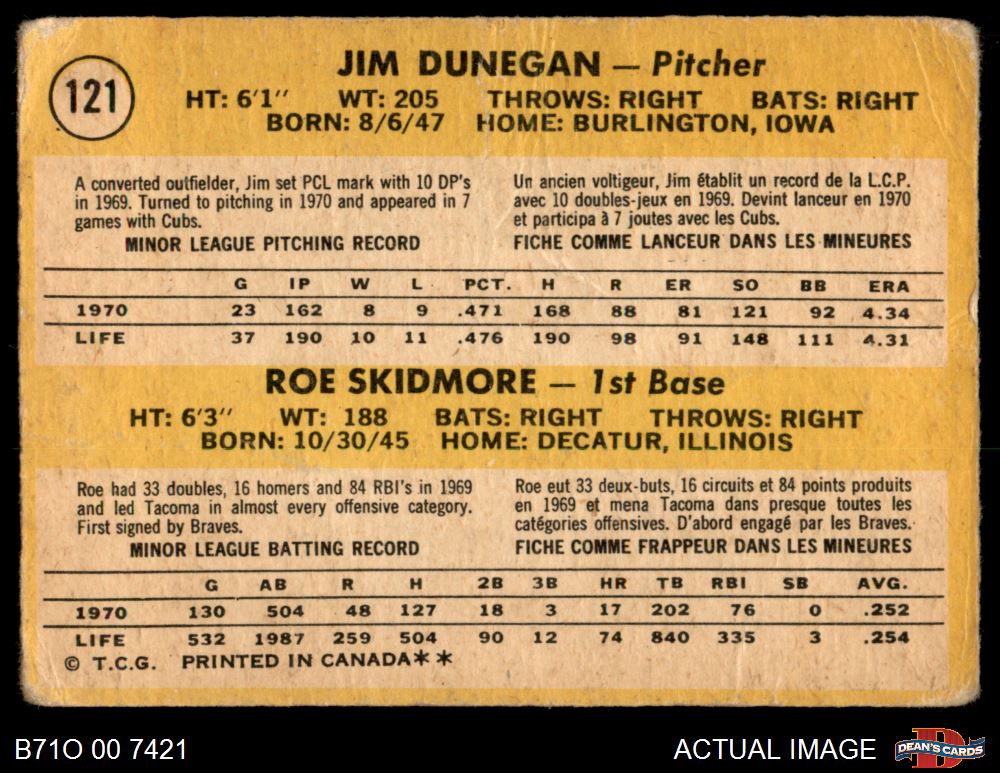 121
JIM DUNEGAN — Pitcher
HT: 6'1" WT: 205 THROWS: RIGHT BATS: RIGHT
BORN: 8/6/47 HOME: BURLINGTON, IOWA
A converted outfielder, Jim set PCL mark with 10 DP's
in 1969. Turned to pitching in 1970 and appeared in 7
games with Cubs.
MINOR LEAGUE PITCHING RECORD
Un ancien voltigeur, Jim établit un record de la L.C.P.
avec 10 doubles-jeux en 1969. Devint lanceur en 1970
et participa à 7 joutes avec les Cubs.
FICHE COMME LANCEUR DANS LES MINEURES
G IP W L PCT. H R ER SO BB ERA
1970 23 162 8 9 .471 168 88 81 121 92 4.34
LIFE 37 190 10 11 .476 190 98 91 148 111 4.31
ROE SKIDMORE — 1st Base
HT: 6'3" WT: 188 BATS: RIGHT THROWS: RIGHT
BORN: 10/30/45 HOME: DECATUR, ILLINOIS
Roe had 33 doubles, 16 homers and 84 RBI's in 1969
and led Tacoma in almost every offensive category.
First signed by Braves.
MINOR LEAGUE BATTING RECORD
Roe eut 33 deux-buts, 16 circuits et 84 points produits
en 1969 et mena Tacoma dans presque toutes les
catégories offensives. D'abord engagé par les Braves.
FICHE COMME FRAPPEUR DANS LES MINEURES
G AB R H 2B 3B HR TB RBI SB AVG.
1970 130 504 48 127 18 3 17 202 76 0 .252
LIFE 532 1987 259 504 90 12 74 840 335 3 .254
© T.C.G. PRINTED IN CANADA**
B71O 00 7421
ACTUAL IMAGE
DEAN'S CARDS